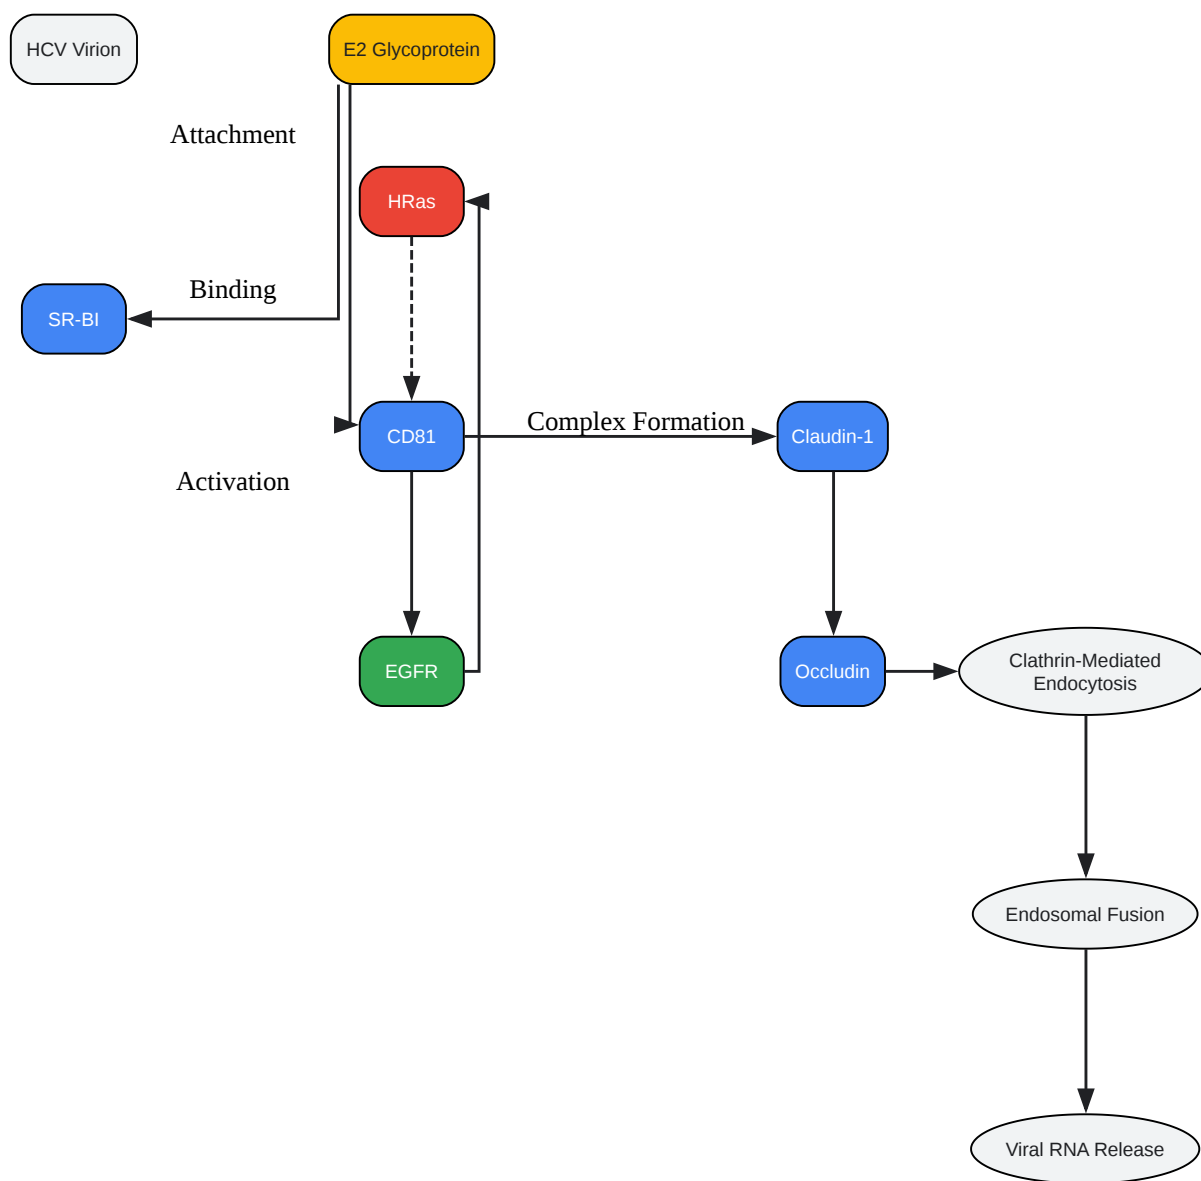 HCV Virion
E2 Glycoprotein
Attachment
HRas
Binding
SR-BI
Complex Formation
CD81
Claudin-1
Activation
EGFR
Occludin
Clathrin-Mediated
Endocytosis
Endosomal Fusion
Viral RNA Release